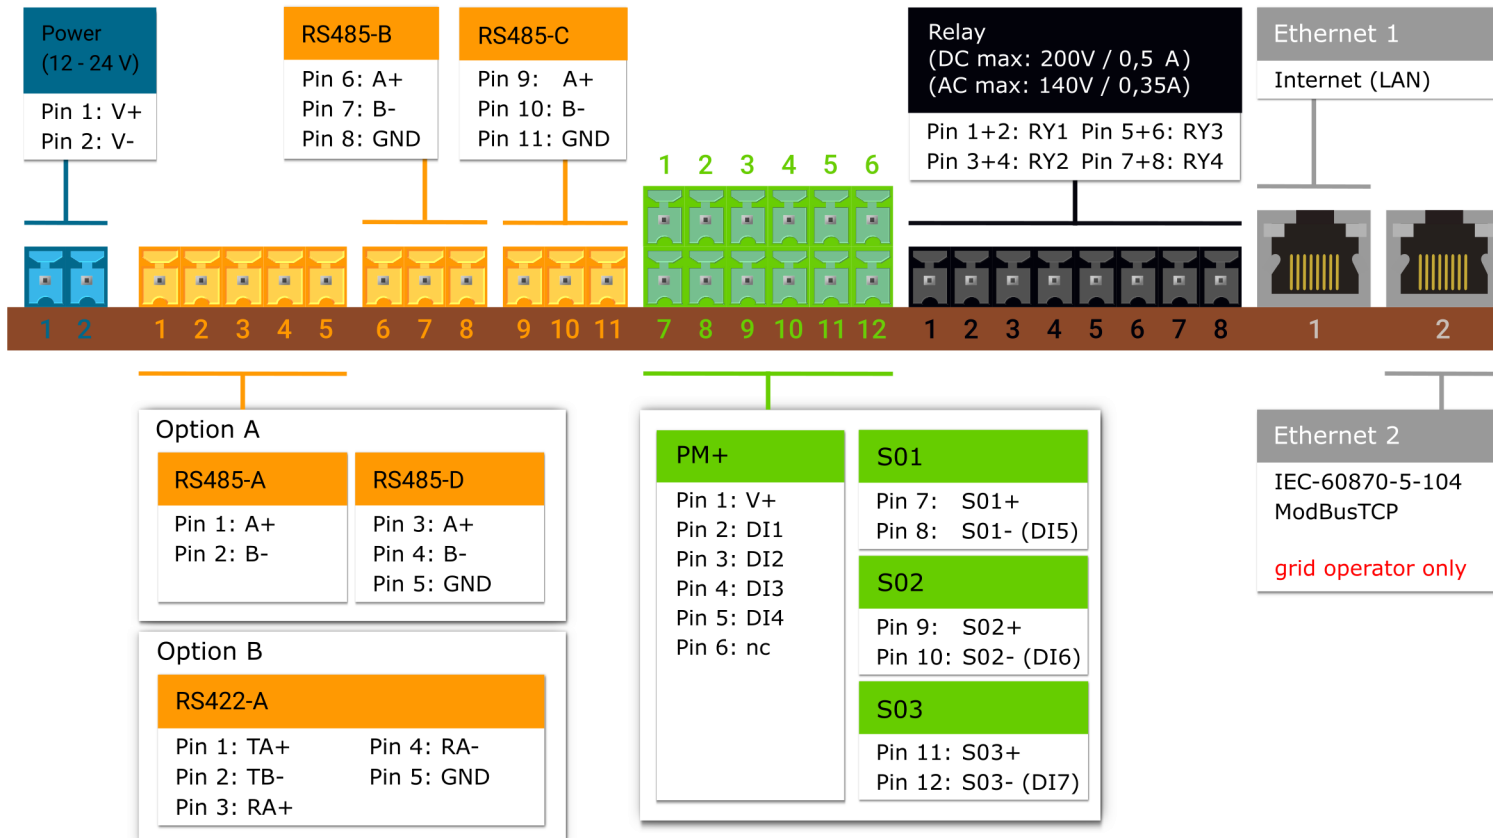 Power
(12 - 24 V)
Pin 1: V+
Pin 2: V-
RS485-B
Pin 6: A+
Pin 7: B-
Pin 8: GND
RS485-C
Pin 9: A+
Pin 10: B-
Pin 11: GND
Relay
(DC max: 200V / 0,5 A)
(AC max: 140V / 0,35A)
Pin 1+2: RY1 Pin 5+6: RY3
Pin 3+4: RY2 Pin 7+8: RY4
Ethernet 1
Internet (LAN)
1 2 3 4 5 6
1 2
1 2 3 4 5
6 7 8
9 10 11
7 8 9 10 11 12
1 2 3 4 5 6 7 8
1
2
Option A
RS485-A
Pin 1: A+
Pin 2: B-
RS485-D
Pin 3: A+
Pin 4: B-
Pin 5: GND
Option B
RS422-A
Pin 1: TA+
Pin 2: TB-
Pin 3: RA+
Pin 4: RA-
Pin 5: GND
PM+
Pin 1: V+
Pin 2: DI1
Pin 3: DI2
Pin 4: DI3
Pin 5: DI4
Pin 6: nc
S01
Pin 7: S01+
Pin 8: S01- (DI5)
S02
Pin 9: S02+
Pin 10: S02- (DI6)
S03
Pin 11: S03+
Pin 12: S03- (DI7)
Ethernet 2
IEC-60870-5-104
ModBusTCP
grid operator only